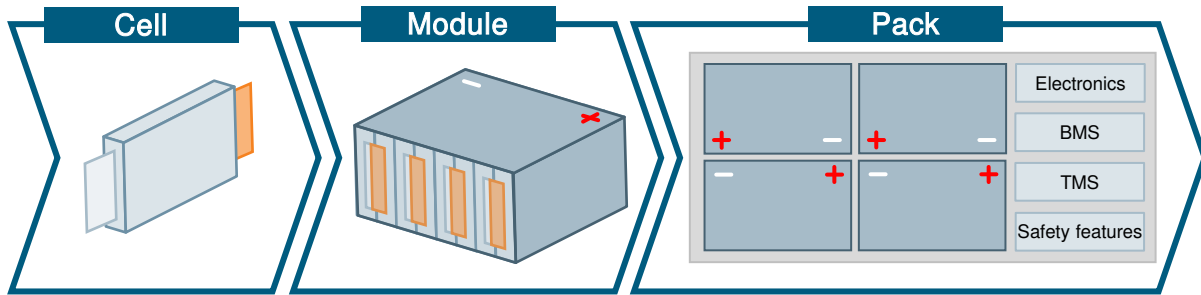 Cell
Module
Pack
Electronics
BMS
TMS
Safety features